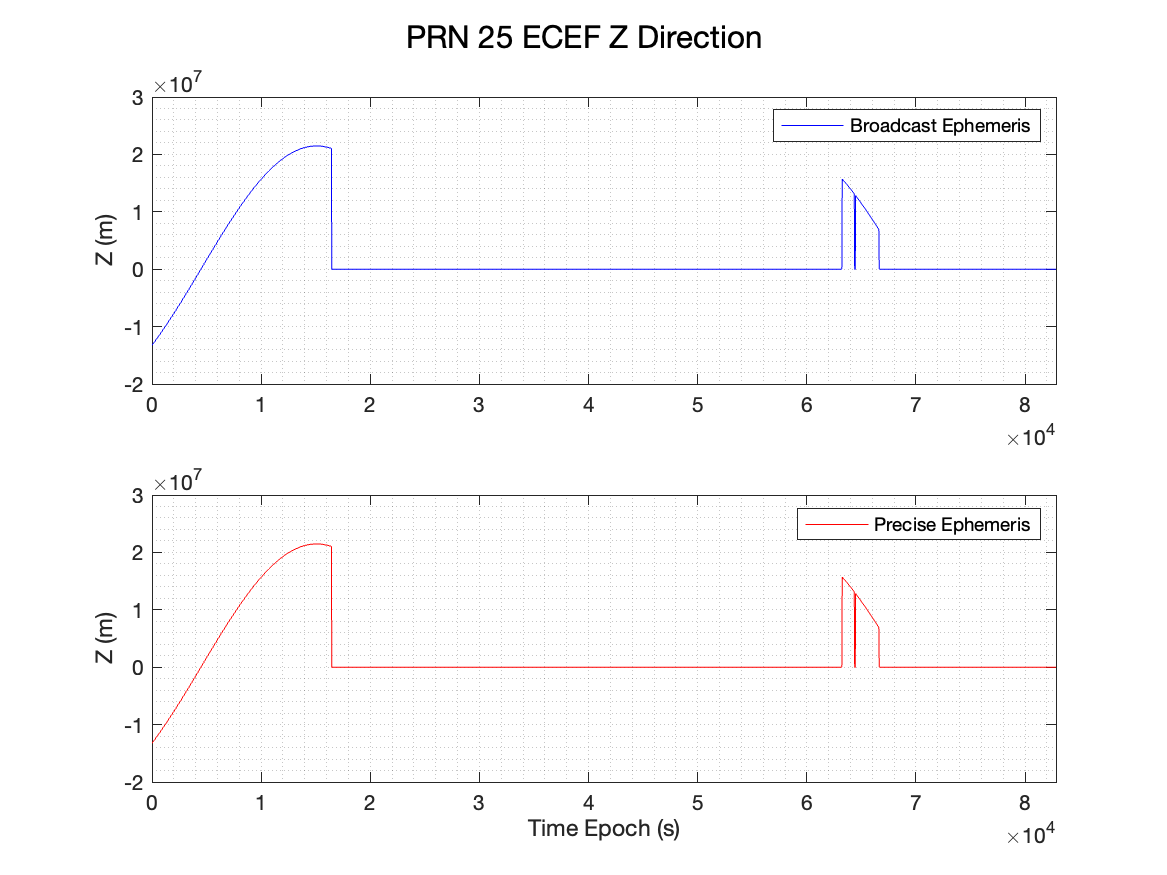 PRN 25 ECEF Z Direction
×10^7
3
2
1
0
-1
-2
Z (m)
Broadcast Ephemeris
0 1 2 3 4 5 6 7 8
×10^4
×10^7
3
2
1
0
-1
-2
Z (m)
Precise Ephemeris
0 1 2 3 4 5 6 7 8
Time Epoch (s)
×10^4